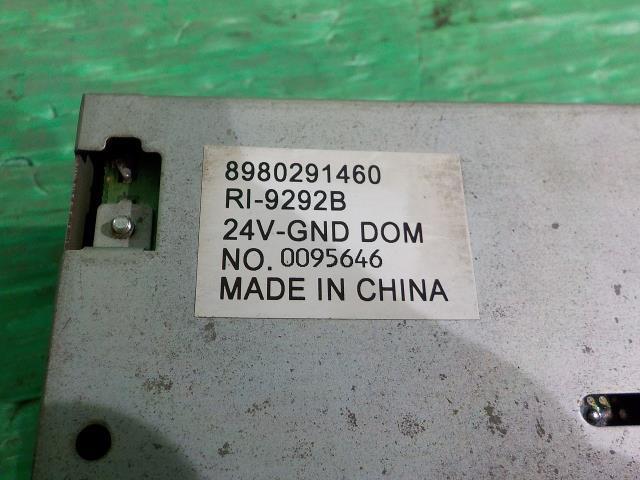 8980291460
RI-9292B
24V-GND DOM
NO. 0095646
MADE IN CHINA